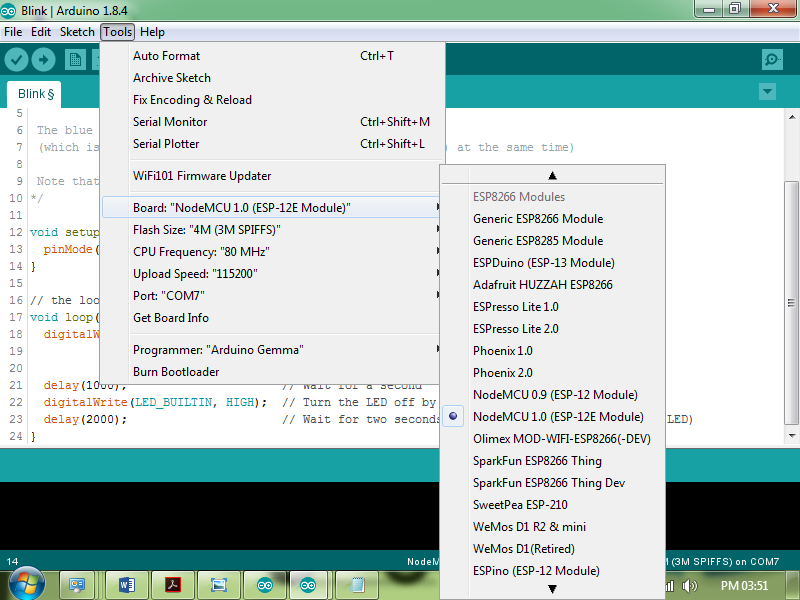 Blink | Arduino 1.8.4
File Edit Sketch Tools Help
Auto Format Ctrl+T
Archive Sketch
Fix Encoding & Reload
Serial Monitor Ctrl+Shift+M
Serial Plotter Ctrl+Shift+L
WiFi101 Firmware Updater
Board: "NodeMCU 1.0 (ESP-12E Module)"
Flash Size: "4M (3M SPIFFS)"
CPU Frequency: "80 MHz"
Upload Speed: "115200"
Port: "COM7"
Get Board Info
Programmer: "Arduino Gemma"
Burn Bootloader
ESP8266 Modules
Generic ESP8266 Module
Generic ESP8285 Module
ESPDuino (ESP-13 Module)
Adafruit HUZZAH ESP8266
ESPresso Lite 1.0
ESPresso Lite 2.0
Phoenix 1.0
Phoenix 2.0
NodeMCU 0.9 (ESP-12 Module)
NodeMCU 1.0 (ESP-12E Module)
Olimex MOD-WIFI-ESP8266(-DEV)
SparkFun ESP8266 Thing
SparkFun ESP8266 Thing Dev
SweetPea ESP-210
WeMos D1 R2 & mini
WeMos D1(Retired)
ESPino (ESP-12 Module)
Blink §
5
6 The blue
7 (which is ) at the same time)
8
9 Note that
10 */
11
12 void setup
13 pinMode(
14 }
15
16 // the loo
17 void loop(
18 digitalW
19
20
21 delay(1000); // Wait for a second
22 digitalWrite(LED_BUILTIN, HIGH); // Turn the LED off by
23 delay(2000); // Wait for two seconds LED)
24 }
14 NodeM (3M SPIFFS) on COM7
PM 03:51